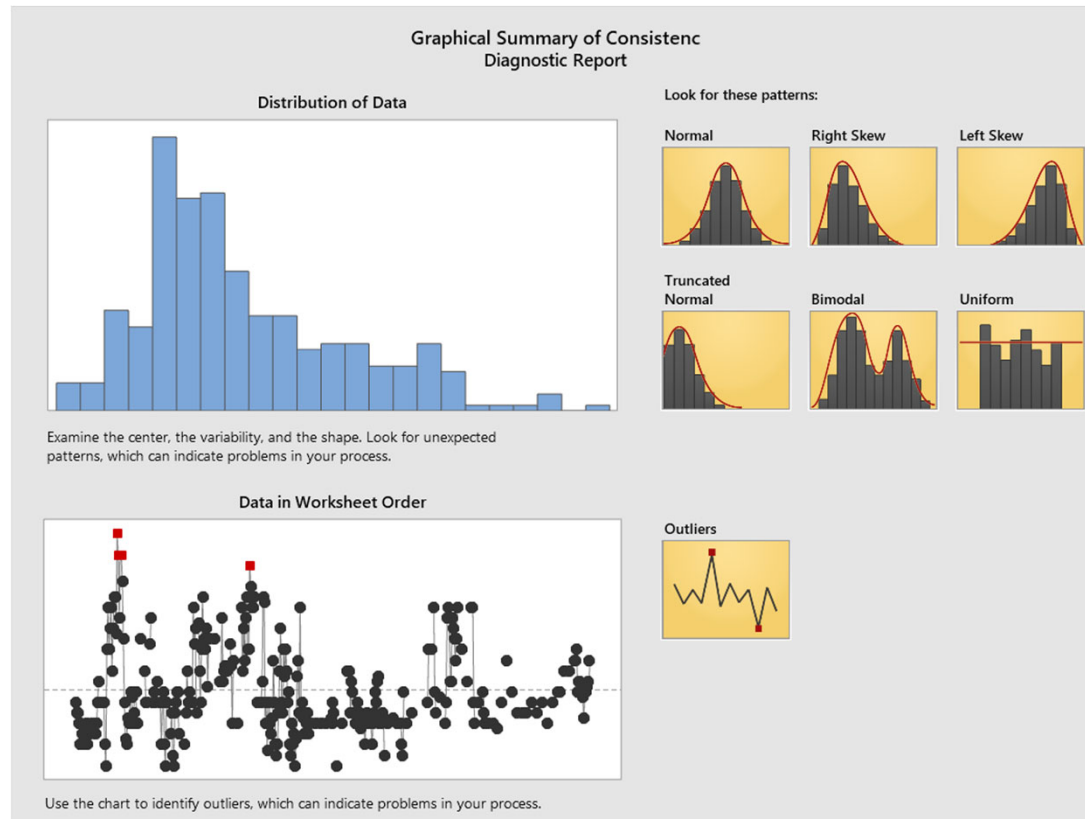 Graphical Summary of Consistenc
Diagnostic Report
Distribution of Data
Examine the center, the variability, and the shape. Look for unexpected
patterns, which can indicate problems in your process.
Look for these patterns:
Normal
Right Skew
Left Skew
Truncated
Normal
Bimodal
Uniform
Data in Worksheet Order
Use the chart to identify outliers, which can indicate problems in your process.
Outliers